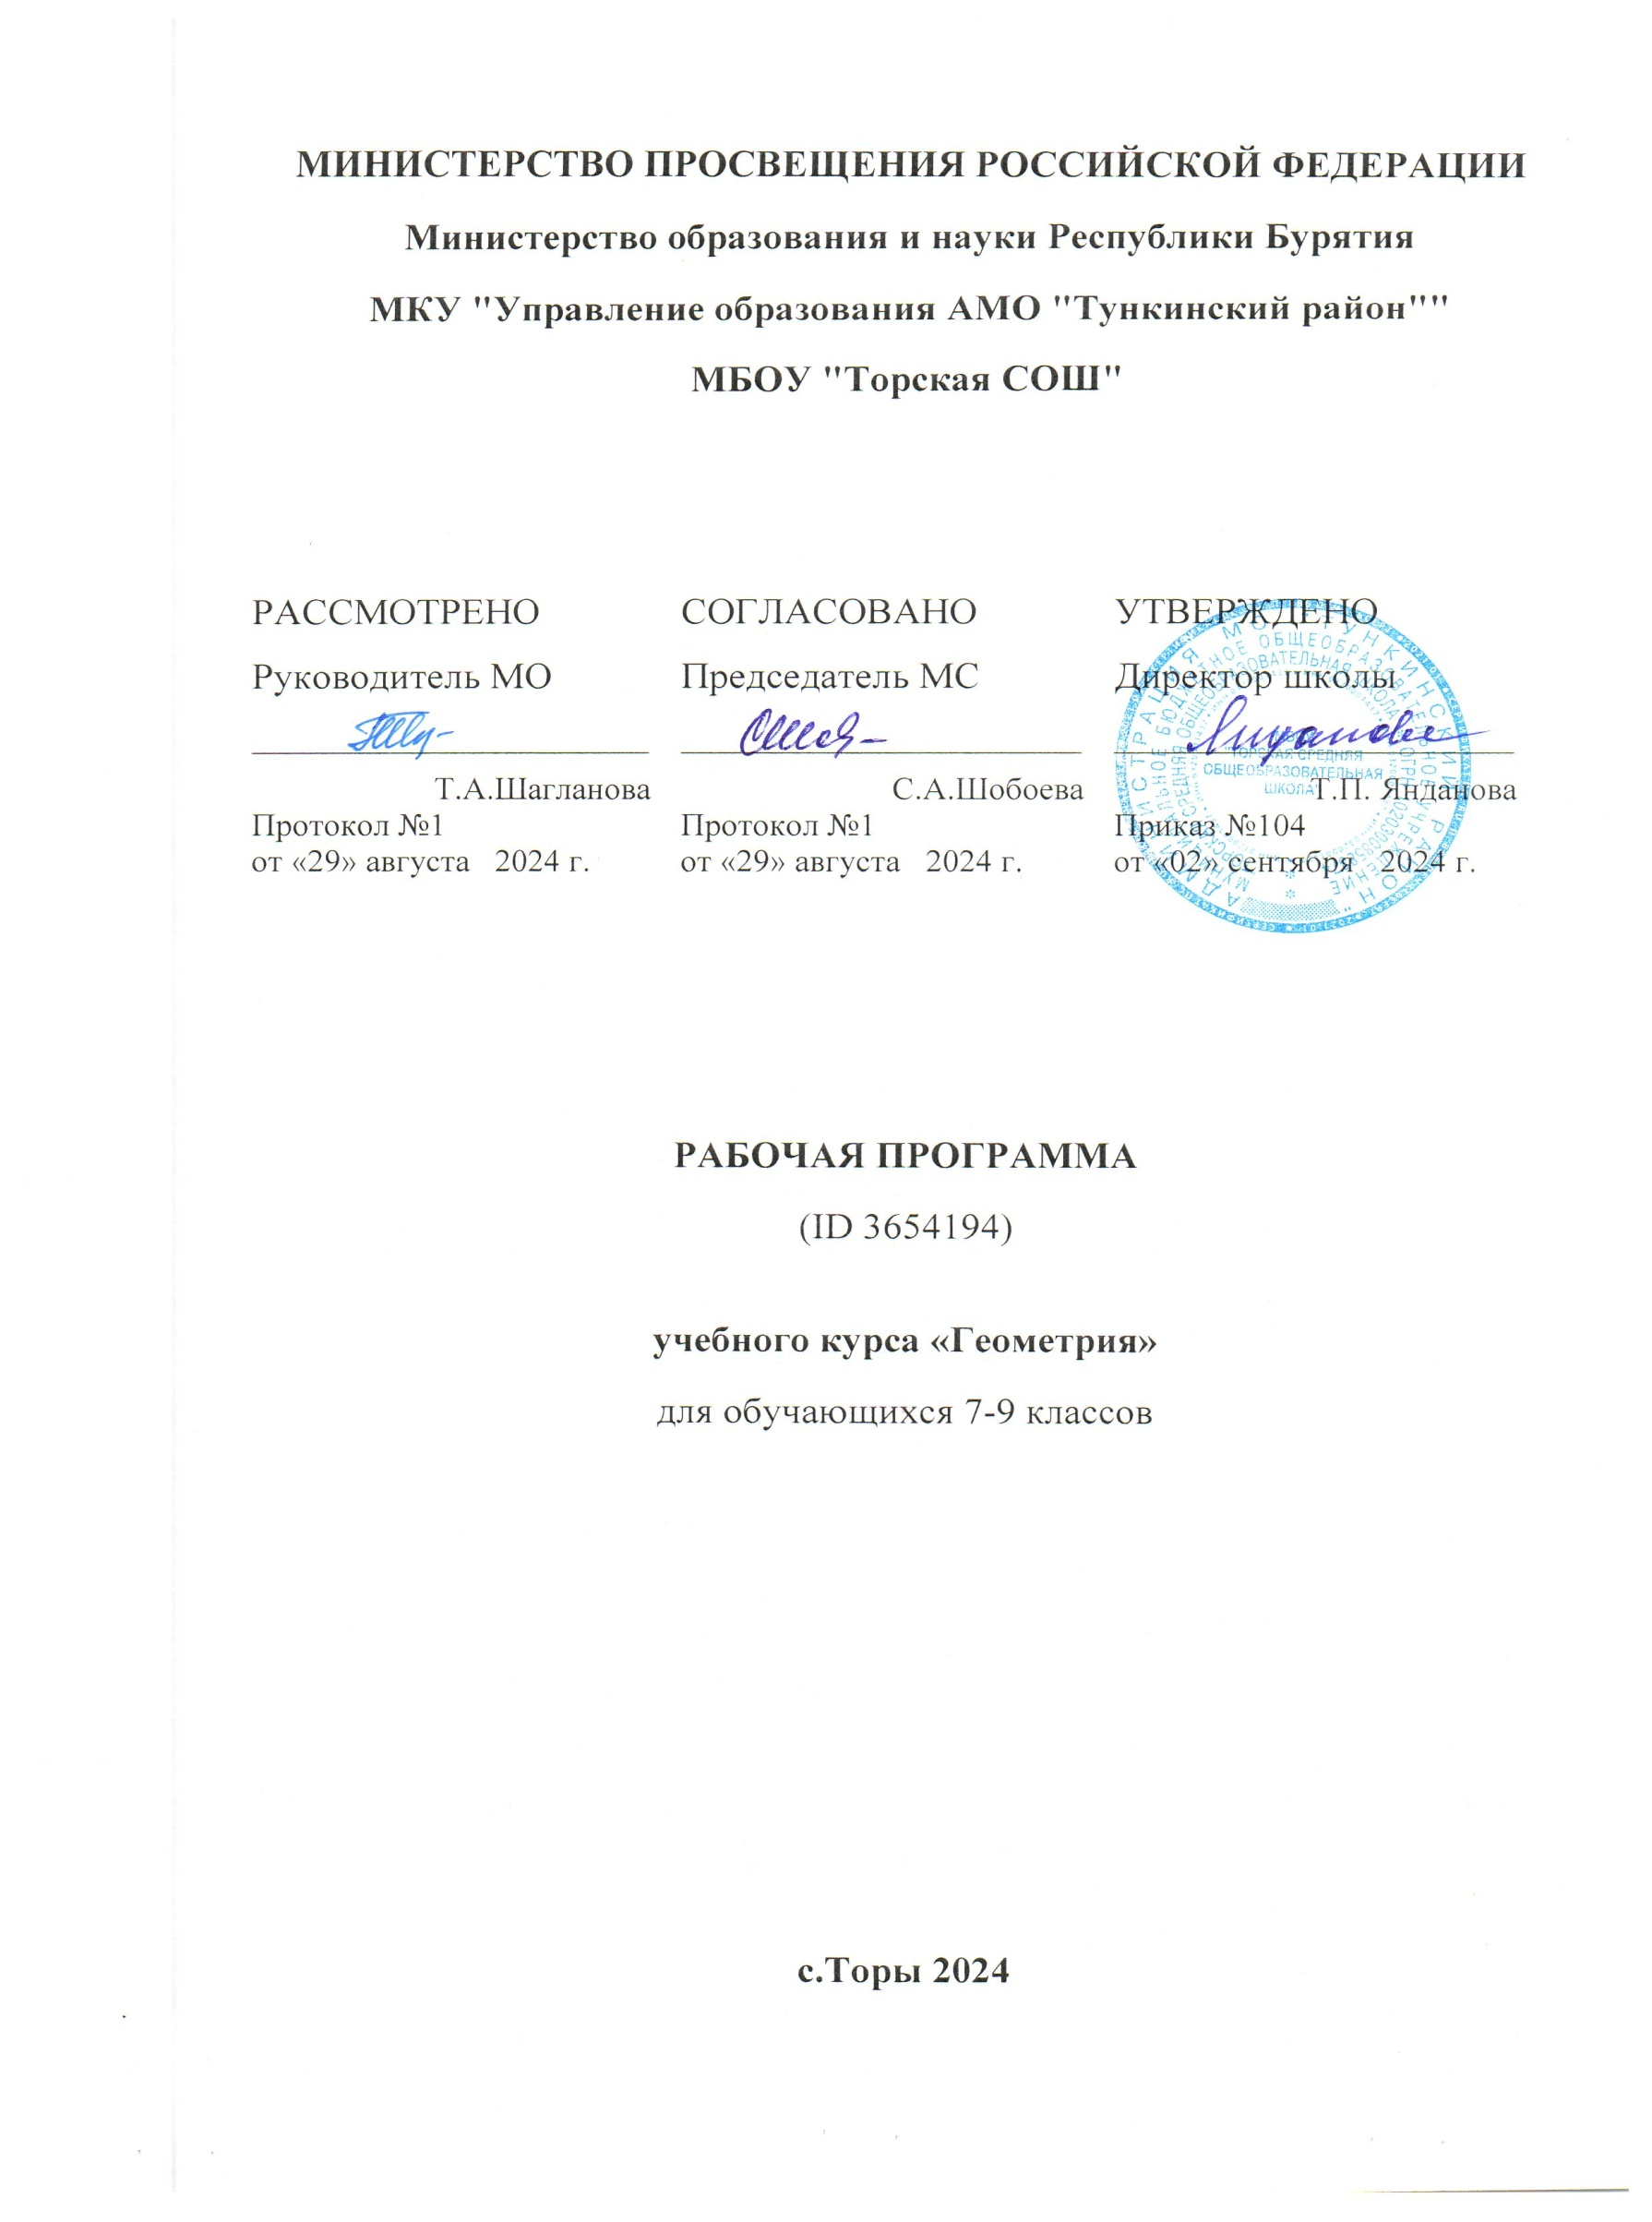 МИНИСТЕРСТВО ПРОСВЕЩЕНИЯ РОССИЙСКОЙ ФЕДЕРАЦИИ
Министерство образования и науки Республики Бурятия
МКУ "Управление образования АМО "Тункинский район""
МБОУ "Торская СОШ"
РАССМОТРЕНО
Руководитель МО
Т.А.Шагланова
Протокол №1
от «29» августа 2024 г.
СОГЛАСОВАНО
Председатель МС
С.А.Шобоева
Протокол №1
от «29» августа 2024 г.
УТВЕРЖДЕНО
Директор школы
Т.П. Янданова
Приказ №104
от «02» сентября 2024 г.
ОБЩЕОБРАЗОВАТЕЛЬНАЯ
ШКОЛА
РАБОЧАЯ ПРОГРАММА
(ID 3654194)
учебного курса «Геометрия»
для обучающихся 7-9 классов
с.Торы 2024